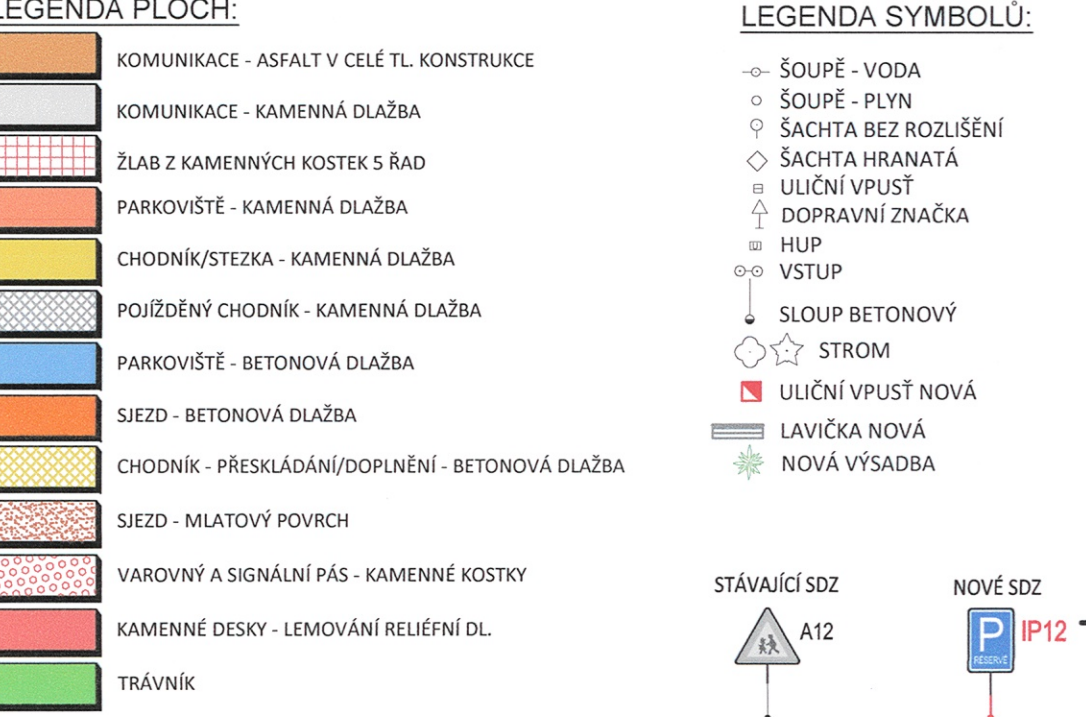 LEGENDA PLOCH:
KOMUNIKACE - ASFALT V CELÉ TL. KONSTRUKCE
KOMUNIKACE - KAMENNÁ DLAŽBA
ŽLAB Z KAMENNÝCH KOSTEK 5 ŘAD
PARKOVIŠTĚ - KAMENNÁ DLAŽBA
CHODNÍK/STEZKA - KAMENNÁ DLAŽBA
POJÍŽDĚNÝ CHODNÍK - KAMENNÁ DLAŽBA
PARKOVIŠTĚ - BETONOVÁ DLAŽBA
SJEZD - BETONOVÁ DLAŽBA
CHODNÍK - PŘESKLÁDÁNÍ/DOPLNĚNÍ - BETONOVÁ DLAŽBA
SJEZD - MLATOVÝ POVRCH
VAROVNÝ A SIGNÁLNÍ PÁS - KAMENNÉ KOSTKY
KAMENNÉ DESKY - LEMOVÁNÍ RELIÉFNÍ DL.
TRÁVNÍK
LEGENDA SYMBOLŮ:
ŠOUPĚ - VODA
ŠOUPĚ - PLYN
ŠACHTA BEZ ROZLIŠENÍ
ŠACHTA HRANATÁ
ULIČNÍ VPUSŤ
DOPRAVNÍ ZNAČKA
HUP
VSTUP
SLOUP BETONOVÝ
STROM
ULIČNÍ VPUSŤ NOVÁ
LAVIČKA NOVÁ
NOVÁ VÝSADBA
STÁVAJÍCÍ SDZ
A12
NOVÉ SDZ
P
RESERVÉ
IP12